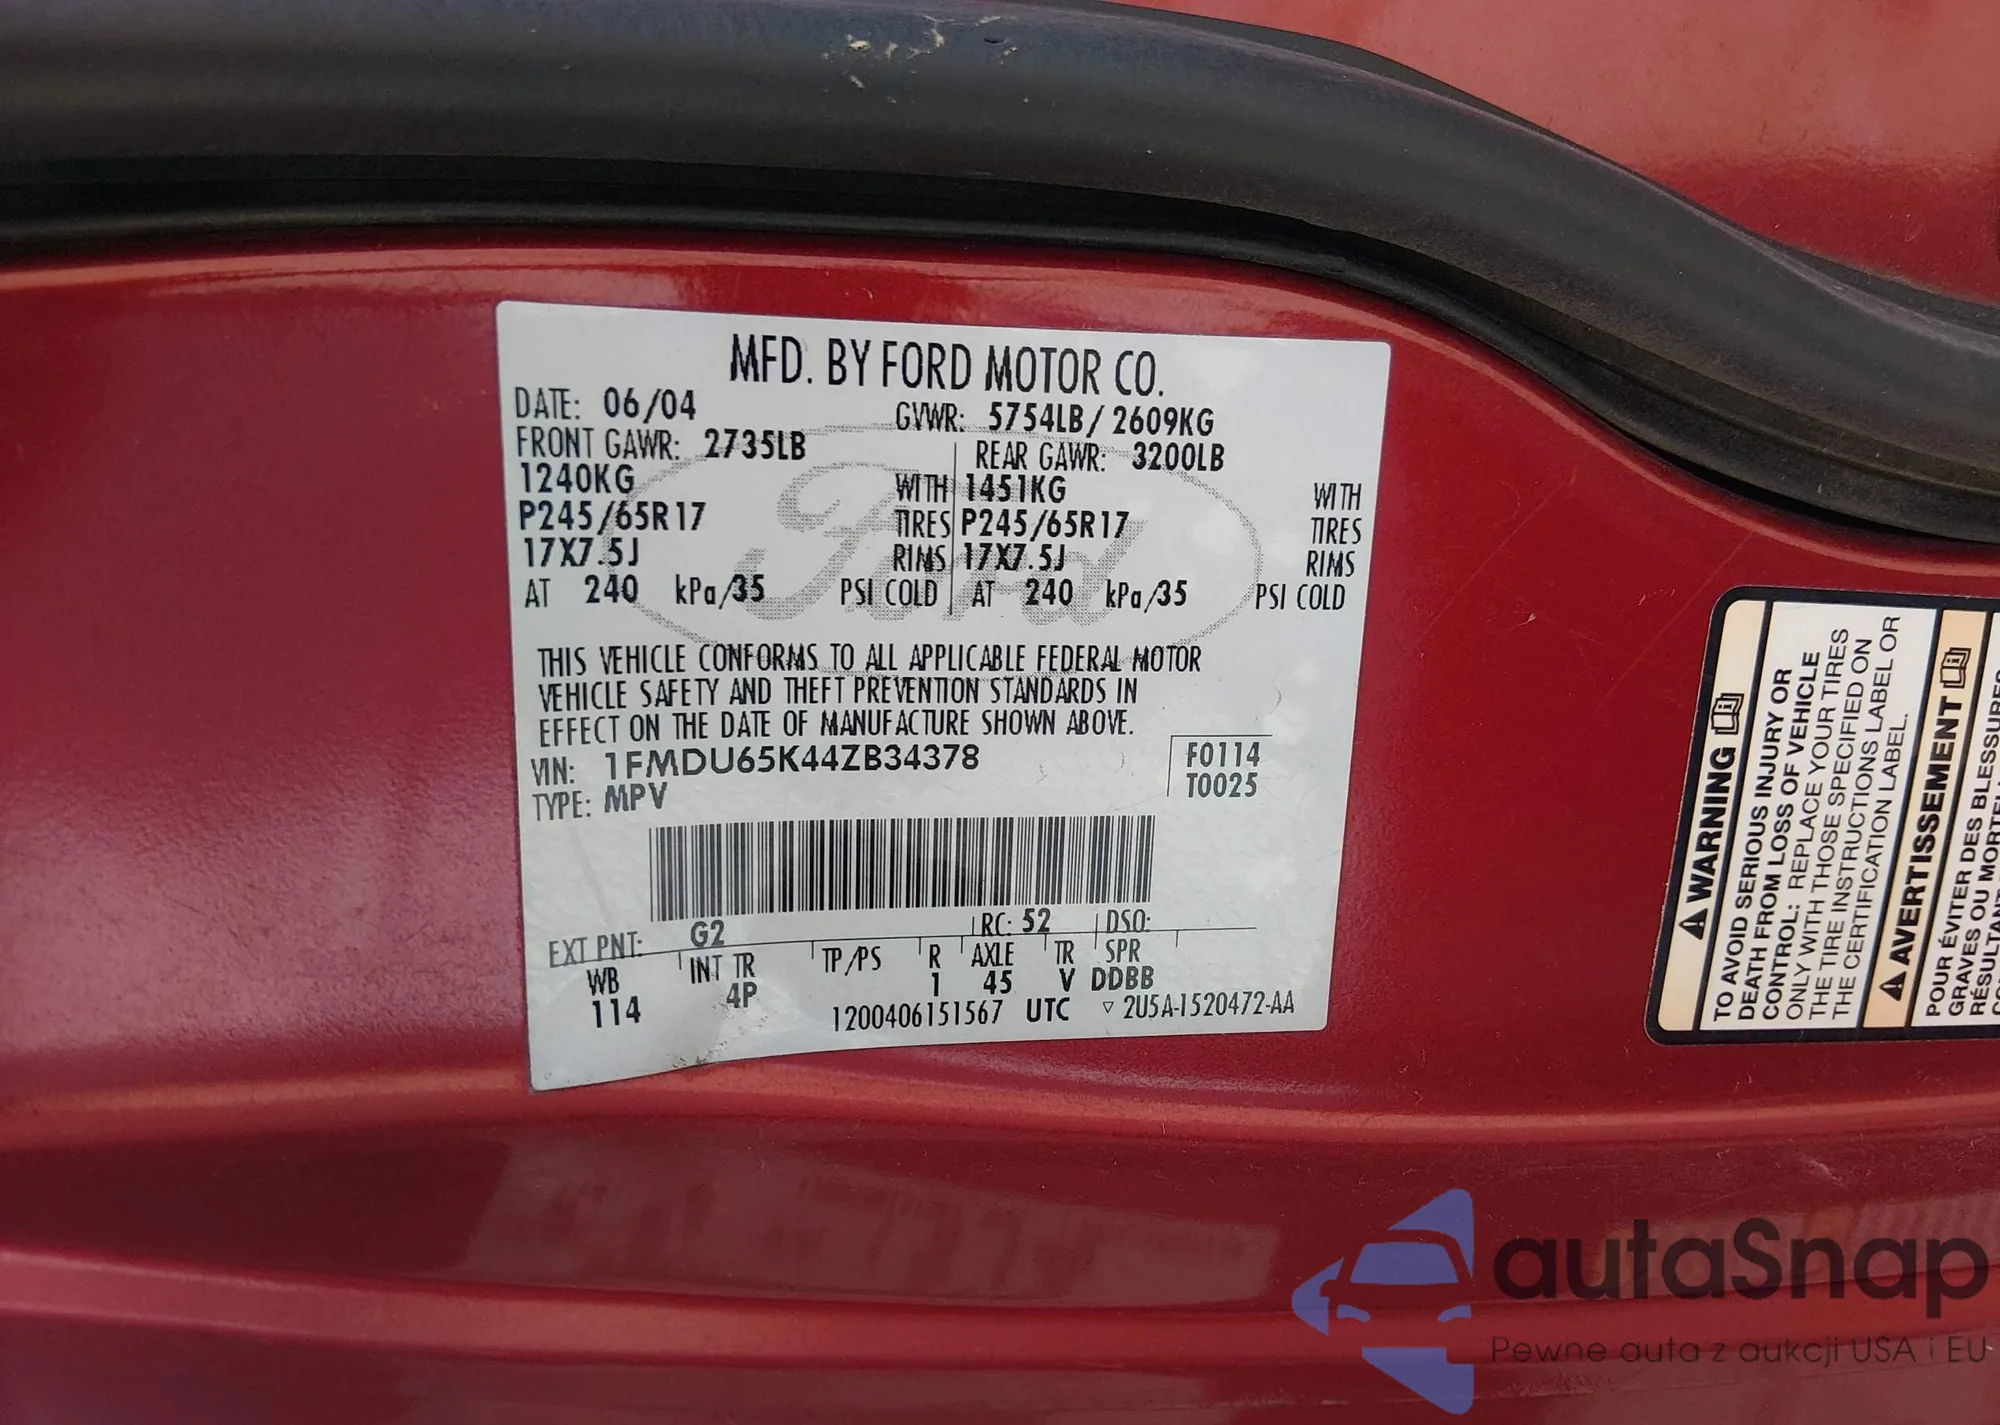 MFD. BY FORD MOTOR CO.
DATE: 06/04 GVWR: 5754LB/ 2609KG
FRONT GAWR: 2735LB REAR GAWR: 3200LB
1240KG WITH 1451KG WITH
P245/65R17 TIRES P245/65R17 TIRES
17X7.5J RIMS 17X7.5J RIMS
AT 240 kPa/35 PSI COLD AT 240 kPa/35 PSI COLD
Ford
THIS VEHICLE CONFORMS TO ALL APPLICABLE FEDERAL MOTOR
VEHICLE SAFETY AND THEFT PREVENTION STANDARDS IN
EFFECT ON THE DATE OF MANUFACTURE SHOWN ABOVE.
VIN: 1FMDU65K44ZB34378 F0114
TYPE: MPV T0025
EXT PNT: G2 RC: 52 DSO:
WB INT TR TP/PS R AXLE TR SPR
114 4P 1 45 V DDBB
1200406151567 UTC ▽ 2U5A-1520472-AA
⚠ WARNING
TO AVOID SERIOUS INJURY OR
DEATH FROM LOSS OF VEHICLE
CONTROL: REPLACE YOUR TIRES
ONLY WITH THOSE SPECIFIED ON
THE TIRE INSTRUCTIONS LABEL OR
THE CERTIFICATION LABEL.
⚠ AVERTISSEMENT
POUR ÉVITER DES BLESSURES
GRAVES OU
RÉSULTANT
autaSnap
Pewne auta z aukcji USA i EU